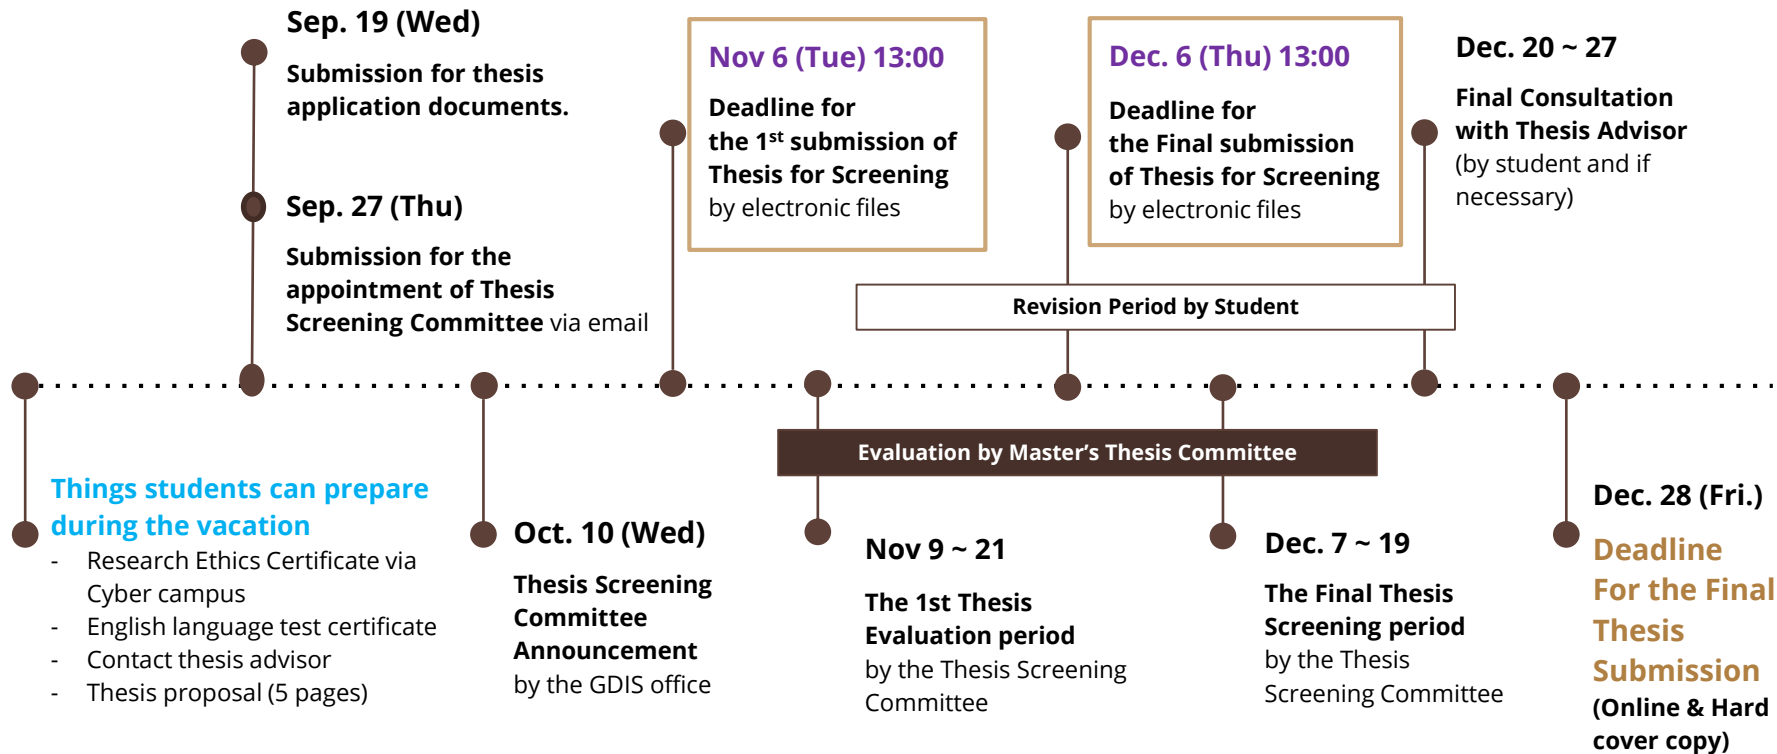 Sep. 19 (Wed)
Submission for thesis
application documents.
Sep. 27 (Thu)
Submission for the
appointment of Thesis
Screening Committee via email
Nov 6 (Tue) 13:00
Deadline for
the 1st submission of
Thesis for Screening
by electronic files
Dec. 6 (Thu) 13:00
Deadline for
the Final submission
of Thesis for Screening
by electronic files
Dec. 20 ~ 27
Final Consultation
with Thesis Advisor
(by student and if
necessary)
Revision Period by Student
Evaluation by Master’s Thesis Committee
Things students can prepare
during the vacation
- Research Ethics Certificate via
Cyber campus
- English language test certificate
- Contact thesis advisor
- Thesis proposal (5 pages)
Oct. 10 (Wed)
Thesis Screening
Committee
Announcement
by the GDIS office
Nov 9 ~ 21
The 1st Thesis
Evaluation period
by the Thesis Screening
Committee
Dec. 7 ~ 19
The Final Thesis
Screening period
by the Thesis
Screening Committee
Dec. 28 (Fri.)
Deadline
For the Final
Thesis
Submission
(Online & Hard
cover copy)